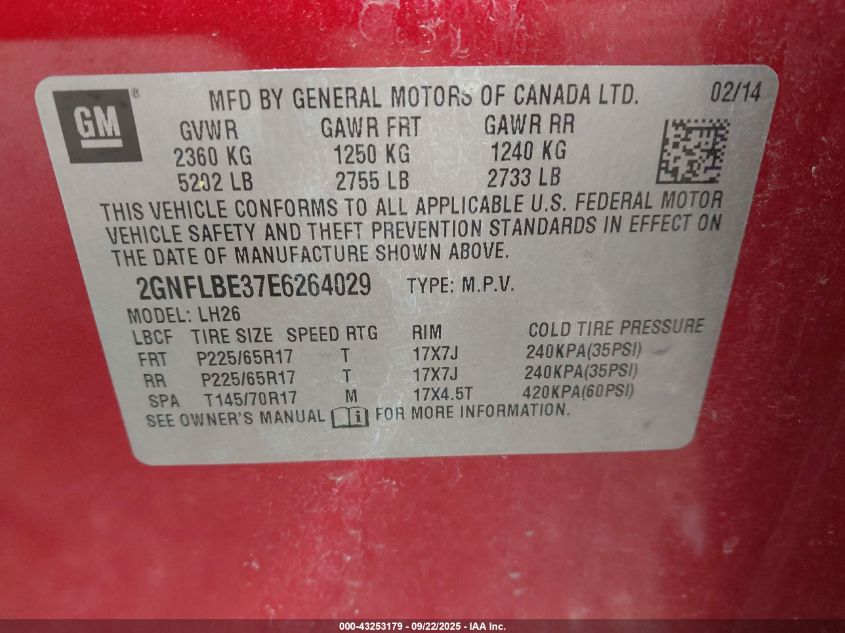 GM ® MFD BY GENERAL MOTORS OF CANADA LTD. 02/14
GVWR GAWR FRT GAWR RR
2360 KG 1250 KG 1240 KG
5202 LB 2755 LB 2733 LB
THIS VEHICLE CONFORMS TO ALL APPLICABLE U.S. FEDERAL MOTOR
VEHICLE SAFETY AND THEFT PREVENTION STANDARDS IN EFFECT ON
THE DATE OF MANUFACTURE SHOWN ABOVE.
2GNFLBE37E6264029 TYPE: M.P.V.
MODEL: LH26
LBCF TIRE SIZE SPEED RTG RIM COLD TIRE PRESSURE
FRT P225/65R17 T 17X7J 240KPA(35PSI)
RR P225/65R17 T 17X7J 240KPA(35PSI)
SPA T145/70R17 M 17X4.5T 420KPA(60PSI)
SEE OWNER'S MANUAL i FOR MORE INFORMATION.
000-43253179 - 09/22/2025 - IAA Inc.